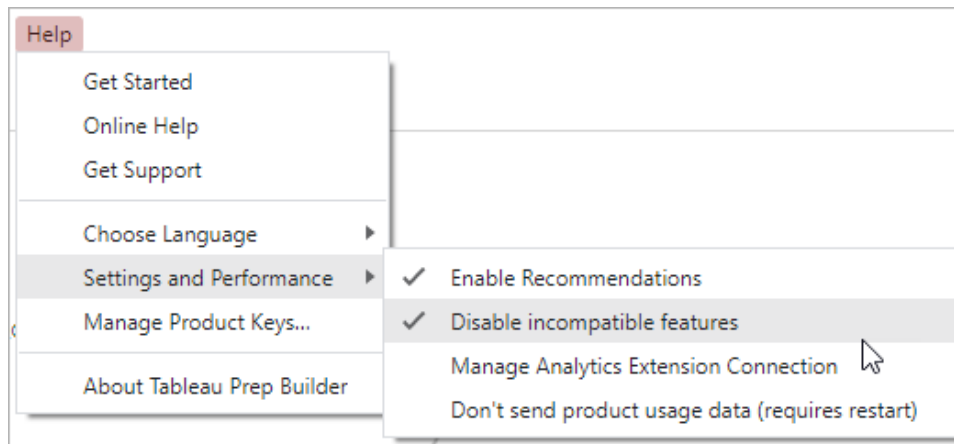 Help
Get Started
Online Help
Get Support
Choose Language
Settings and Performance
Manage Product Keys...
About Tableau Prep Builder
Enable Recommendations
Disable incompatible features
Manage Analytics Extension Connection
Don't send product usage data (requires restart)